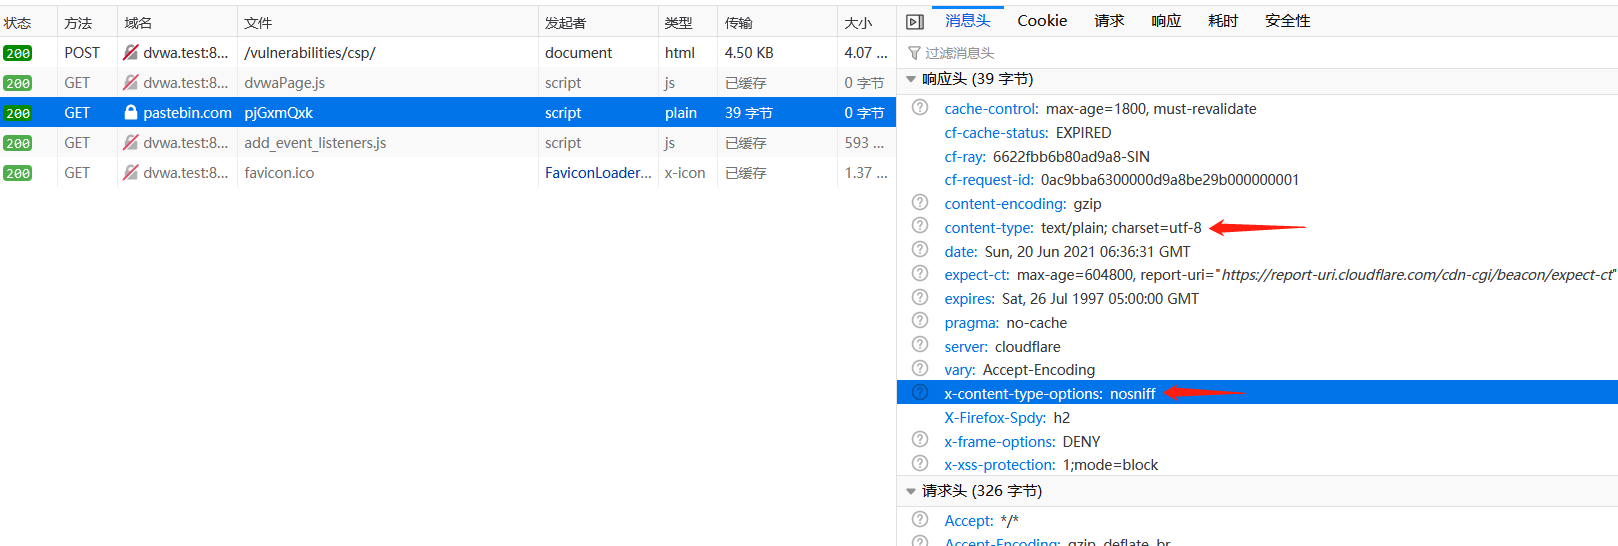 状态 方法 域名 文件 发起者 类型 传输 大小
200 POST dvwa.test:8... /vulnerabilities/csp/ document html 4.50 KB 4.07 ...
200 GET dvwa.test:8... dvwaPage.js script js 已缓存 0 字节
200 GET pastebin.com pjGxmQxk script plain 39 字节 0 字节
200 GET dvwa.test:8... add_event_listeners.js script js 已缓存 593 ...
200 GET dvwa.test:8... favicon.ico FaviconLoader... x-icon 已缓存 1.37 ...
消息头 Cookie 请求 响应 耗时 安全性
过滤消息头
响应头 (39 字节)
cache-control: max-age=1800, must-revalidate
cf-cache-status: EXPIRED
cf-ray: 6622fbb6b80ad9a8-SIN
cf-request-id: 0ac9bba6300000d9a8be29b000000001
content-encoding: gzip
content-type: text/plain; charset=utf-8
date: Sun, 20 Jun 2021 06:36:31 GMT
expect-ct: max-age=604800, report-uri="https://report-uri.cloudflare.com/cdn-cgi/beacon/expect-ct"
expires: Sat, 26 Jul 1997 05:00:00 GMT
pragma: no-cache
server: cloudflare
vary: Accept-Encoding
x-content-type-options: nosniff
X-Firefox-Spdy: h2
x-frame-options: DENY
x-xss-protection: 1;mode=block
请求头 (326 字节)
Accept: */*
Accept-Encoding: gzip, deflate, br